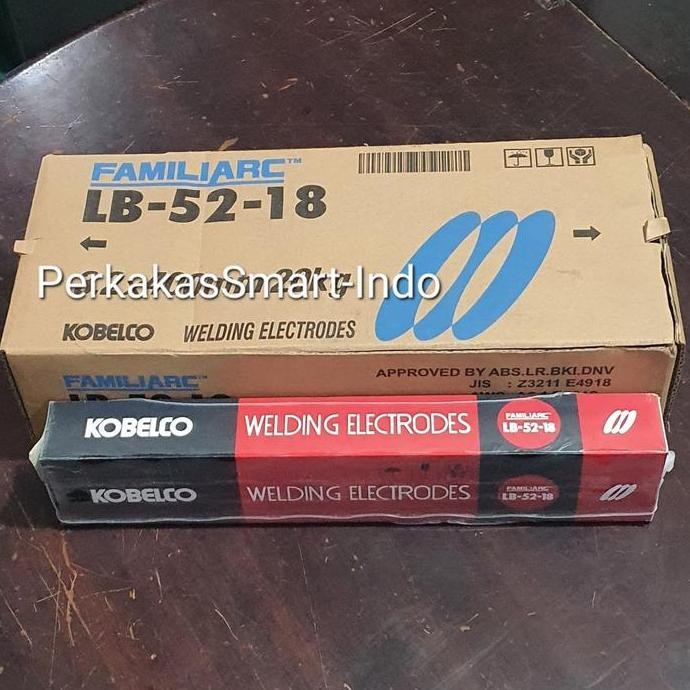 FAMILIARC™
LB-52-18
PerkakasSmart-Indo
KOBELCO WELDING ELECTRODES
APPROVED BY ABS.LR.BKI.DNV
FAMILIARC™
JIS : Z3211 E4918
KOBELCO WELDING ELECTRODES FAMILIARC LB-52-18
KOBELCO WELDING ELECTRODES FAMILIARC LB-52-18